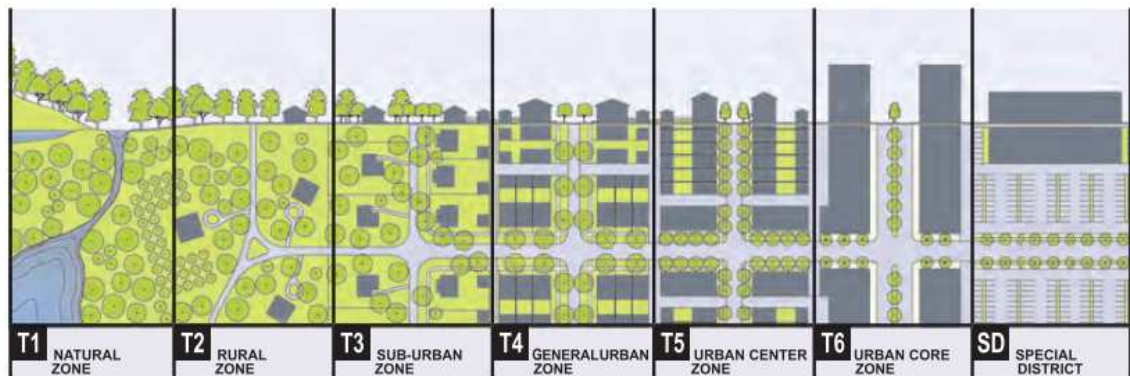 T1 NATURAL
ZONE
T2 RURAL
ZONE
T3 SUB-URBAN
ZONE
T4 GENERALURBAN
ZONE
T5 URBAN CENTER
ZONE
T6 URBAN CORE
ZONE
SD SPECIAL
DISTRICT